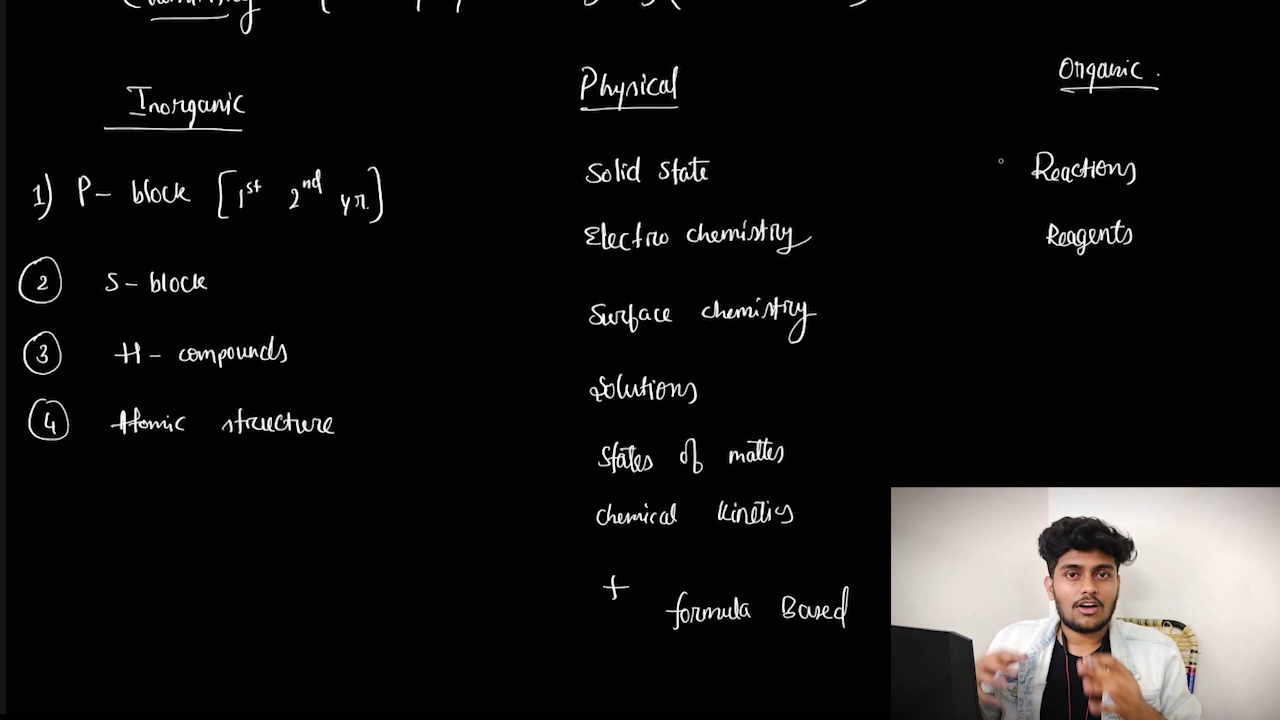 Chemistry
Inorganic
1) P- block [1st 2nd yr.]
2 S- block
3 H- compounds
4 Atomic structure
Physical
Solid state
Electro chemistry
Surface chemistry
Solutions
States of matter
chemical kinetics
+ formula Based
Organic.
Reactions
Reagents